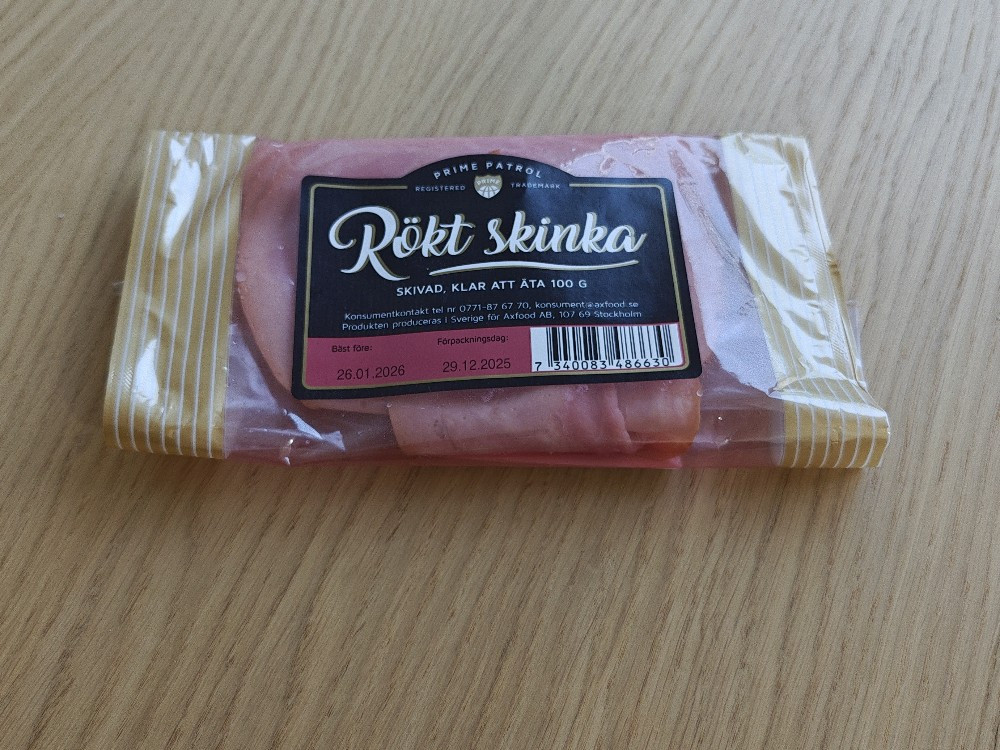 PRIME PATROL
REGISTERED PRIME TRADEMARK
Rökt skinka
SKIVAD, KLAR ATT ÄTA 100 G
Konsumentkontakt tel nr 0771-87 67 70, konsument@axfood.se
Produkten produceras i Sverige för Axfood AB, 107 69 Stockholm
Bäst före: Förpackningsdag:
26.01.2026 29.12.2025
7 340083 486630